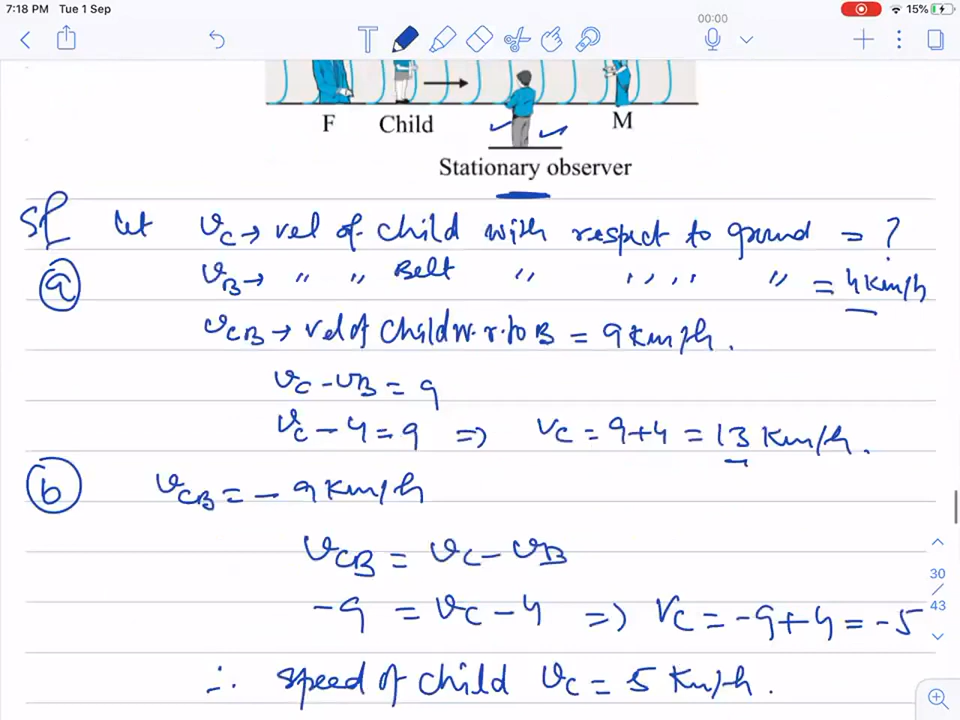 7:18 PM Tue 1 Sep
15%
00:00
F Child M
Stationary observer
Sol let vC → vel of child with respect to ground = ?
(a) vB → " " Belt " " " " = 4 km/h
vCB → vel of Child w.r.to B = 9 km/h.
vC - vB = 9
vC - 4 = 9 ⇒ vC = 9+4 = 13 km/h.
(b) vCB = - 9 km/h
vCB = vC - vB
-9 = vC - 4 ⇒ VC = -9+4 = -5
∴ speed of child vC = 5 Km/h.
30
/
43